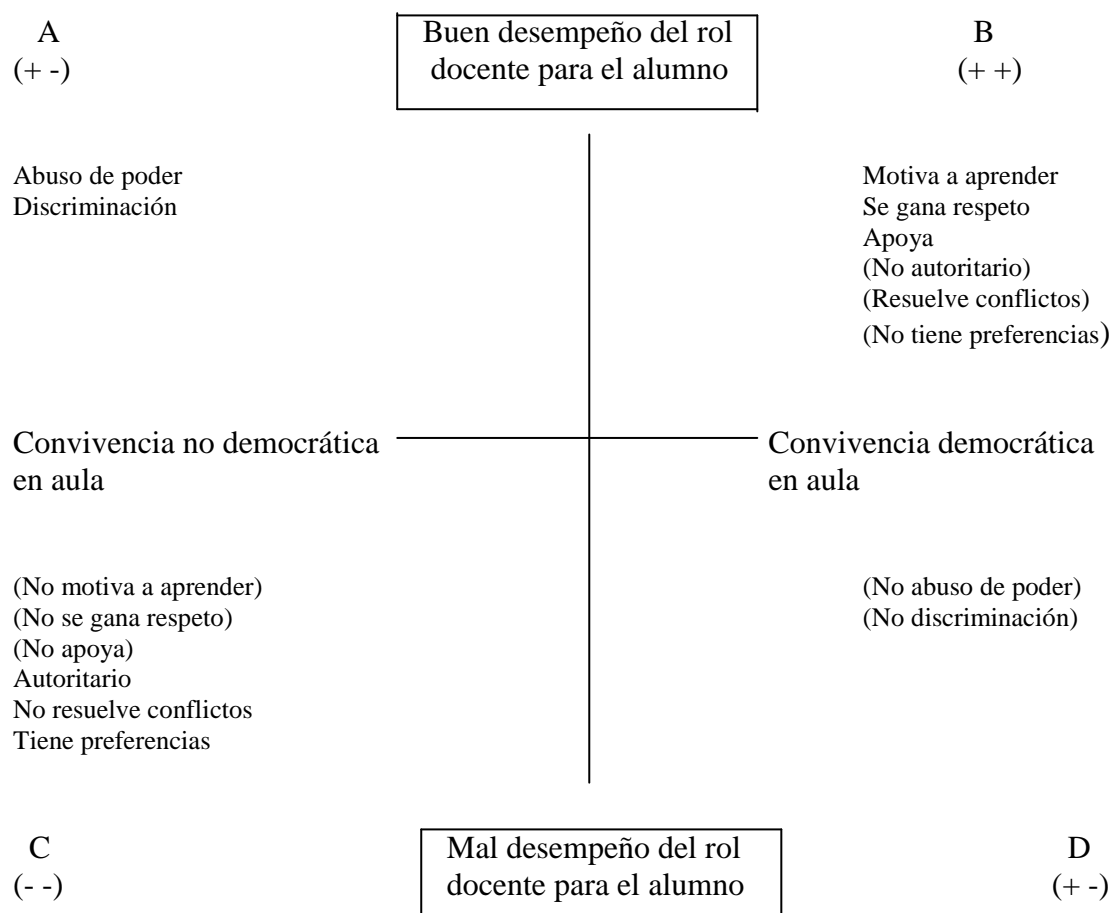 A
(+ -)
Buen desempeño del rol
docente para el alumno
B
(+ +)
Abuso de poder
Discriminación
Motiva a aprender
Se gana respeto
Apoya
(No autoritario)
(Resuelve conflictos)
(No tiene preferencias)
Convivencia no democrática
en aula
Convivencia democrática
en aula
(No motiva a aprender)
(No se gana respeto)
(No apoya)
Autoritario
No resuelve conflictos
Tiene preferencias
(No abuso de poder)
(No discriminación)
C
(- -)
Mal desempeño del rol
docente para el alumno
D
(+ -)